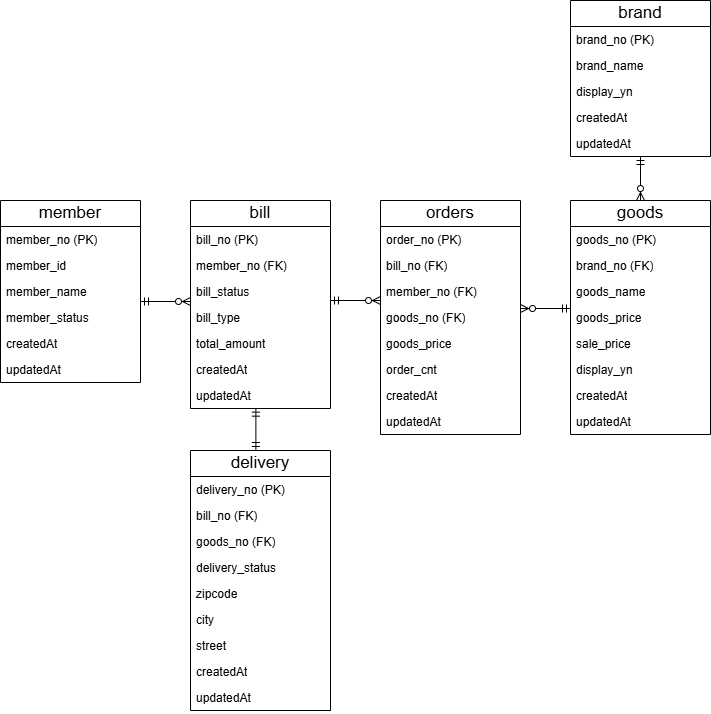 brand
brand_no (PK)
brand_name
display_yn
createdAt
updatedAt
member
member_no (PK)
member_id
member_name
member_status
createdAt
updatedAt
bill
bill_no (PK)
member_no (FK)
bill_status
bill_type
total_amount
createdAt
updatedAt
orders
order_no (PK)
bill_no (FK)
member_no (FK)
goods_no (FK)
goods_price
order_cnt
createdAt
updatedAt
goods
goods_no (PK)
brand_no (FK)
goods_name
goods_price
sale_price
display_yn
createdAt
updatedAt
delivery
delivery_no (PK)
bill_no (FK)
goods_no (FK)
delivery_status
zipcode
city
street
createdAt
updatedAt